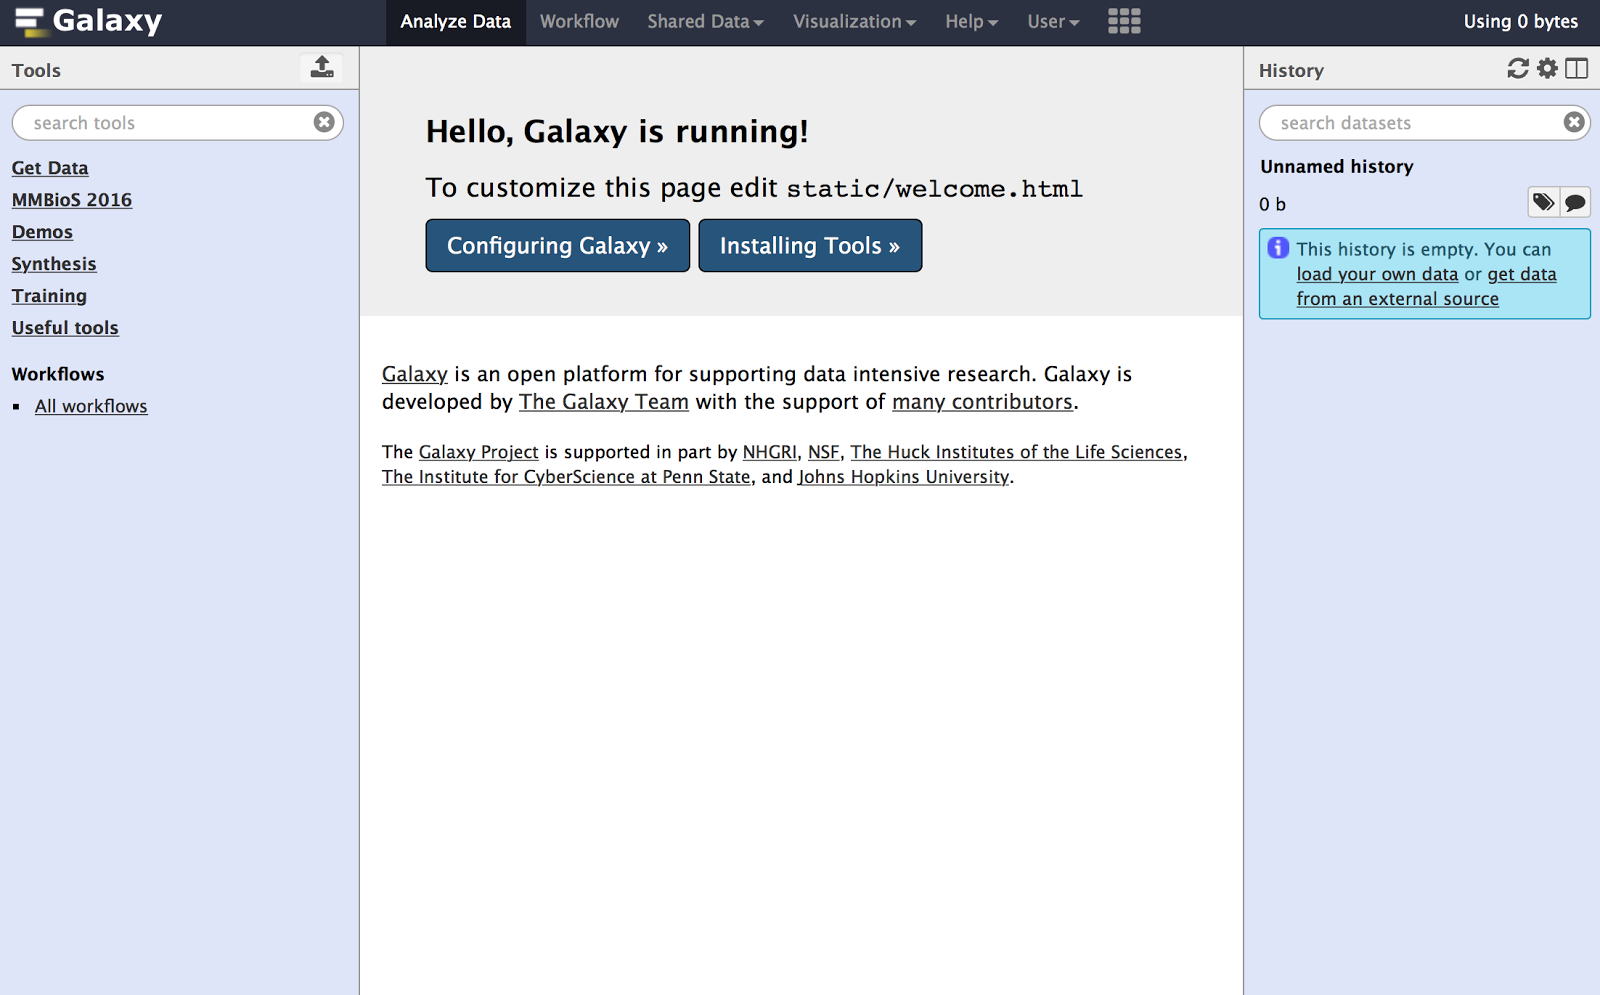 Galaxy
Analyze Data
Workflow
Shared Data
Visualization
Help
User
Using 0 bytes
Tools
search tools
Get Data
MMBioS 2016
Demos
Synthesis
Training
Useful tools
Workflows
All workflows
Hello, Galaxy is running!
To customize this page edit static/welcome.html
Configuring Galaxy »
Installing Tools »
Galaxy is an open platform for supporting data intensive research. Galaxy is
developed by The Galaxy Team with the support of many contributors.
The Galaxy Project is supported in part by NHGRI, NSF, The Huck Institutes of the Life Sciences,
The Institute for CyberScience at Penn State, and Johns Hopkins University.
History
search datasets
Unnamed history
0 b
This history is empty. You can
load your own data or get data
from an external source